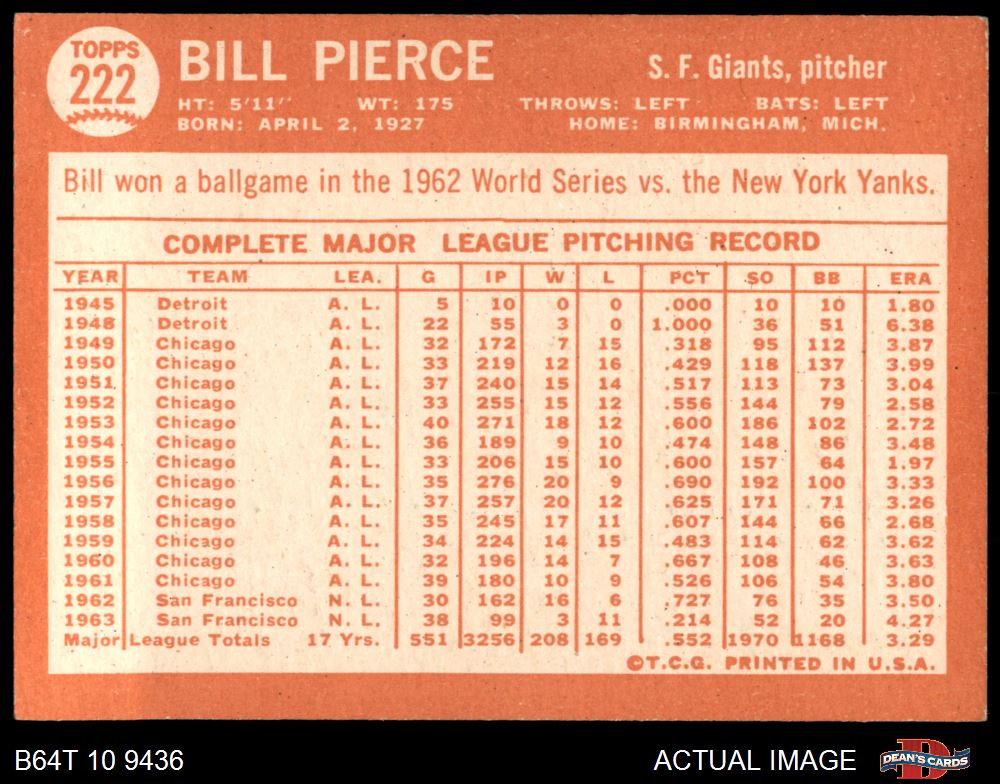 TOPPS
222
BILL PIERCE
S. F. Giants, pitcher
HT: 5'11" WT: 175 THROWS: LEFT BATS: LEFT
BORN: APRIL 2, 1927 HOME: BIRMINGHAM, MICH.
Bill won a ballgame in the 1962 World Series vs. the New York Yanks.
COMPLETE MAJOR LEAGUE PITCHING RECORD
YEAR TEAM LEA. G IP W L PCT SO BB ERA
1945 Detroit A. L. 5 10 0 0 .000 10 10 1.80
1948 Detroit A. L. 22 55 3 0 1.000 36 51 6.38
1949 Chicago A. L. 32 172 7 15 .318 95 112 3.87
1950 Chicago A. L. 33 219 12 16 .429 118 137 3.99
1951 Chicago A. L. 37 240 15 14 .517 113 73 3.04
1952 Chicago A. L. 33 255 15 12 .556 144 79 2.58
1953 Chicago A. L. 40 271 18 12 .600 186 102 2.72
1954 Chicago A. L. 36 189 9 10 .474 148 86 3.48
1955 Chicago A. L. 33 206 15 10 .600 157 64 1.97
1956 Chicago A. L. 35 276 20 9 .690 192 100 3.33
1957 Chicago A. L. 37 257 20 12 .625 171 71 3.26
1958 Chicago A. L. 35 245 17 11 .607 144 66 2.68
1959 Chicago A. L. 34 224 14 15 .483 114 62 3.62
1960 Chicago A. L. 32 196 14 7 .667 108 46 3.63
1961 Chicago A. L. 39 180 10 9 .526 106 54 3.80
1962 San Francisco N. L. 30 162 16 6 .727 76 35 3.50
1963 San Francisco N. L. 38 99 3 11 .214 52 20 4.27
Major League Totals 17 Yrs. 551 3256 208 169 .552 1970 1168 3.29
©T.C.G. PRINTED IN U.S.A.
B64T 10 9436
ACTUAL IMAGE
D
DEAN'S CARDS